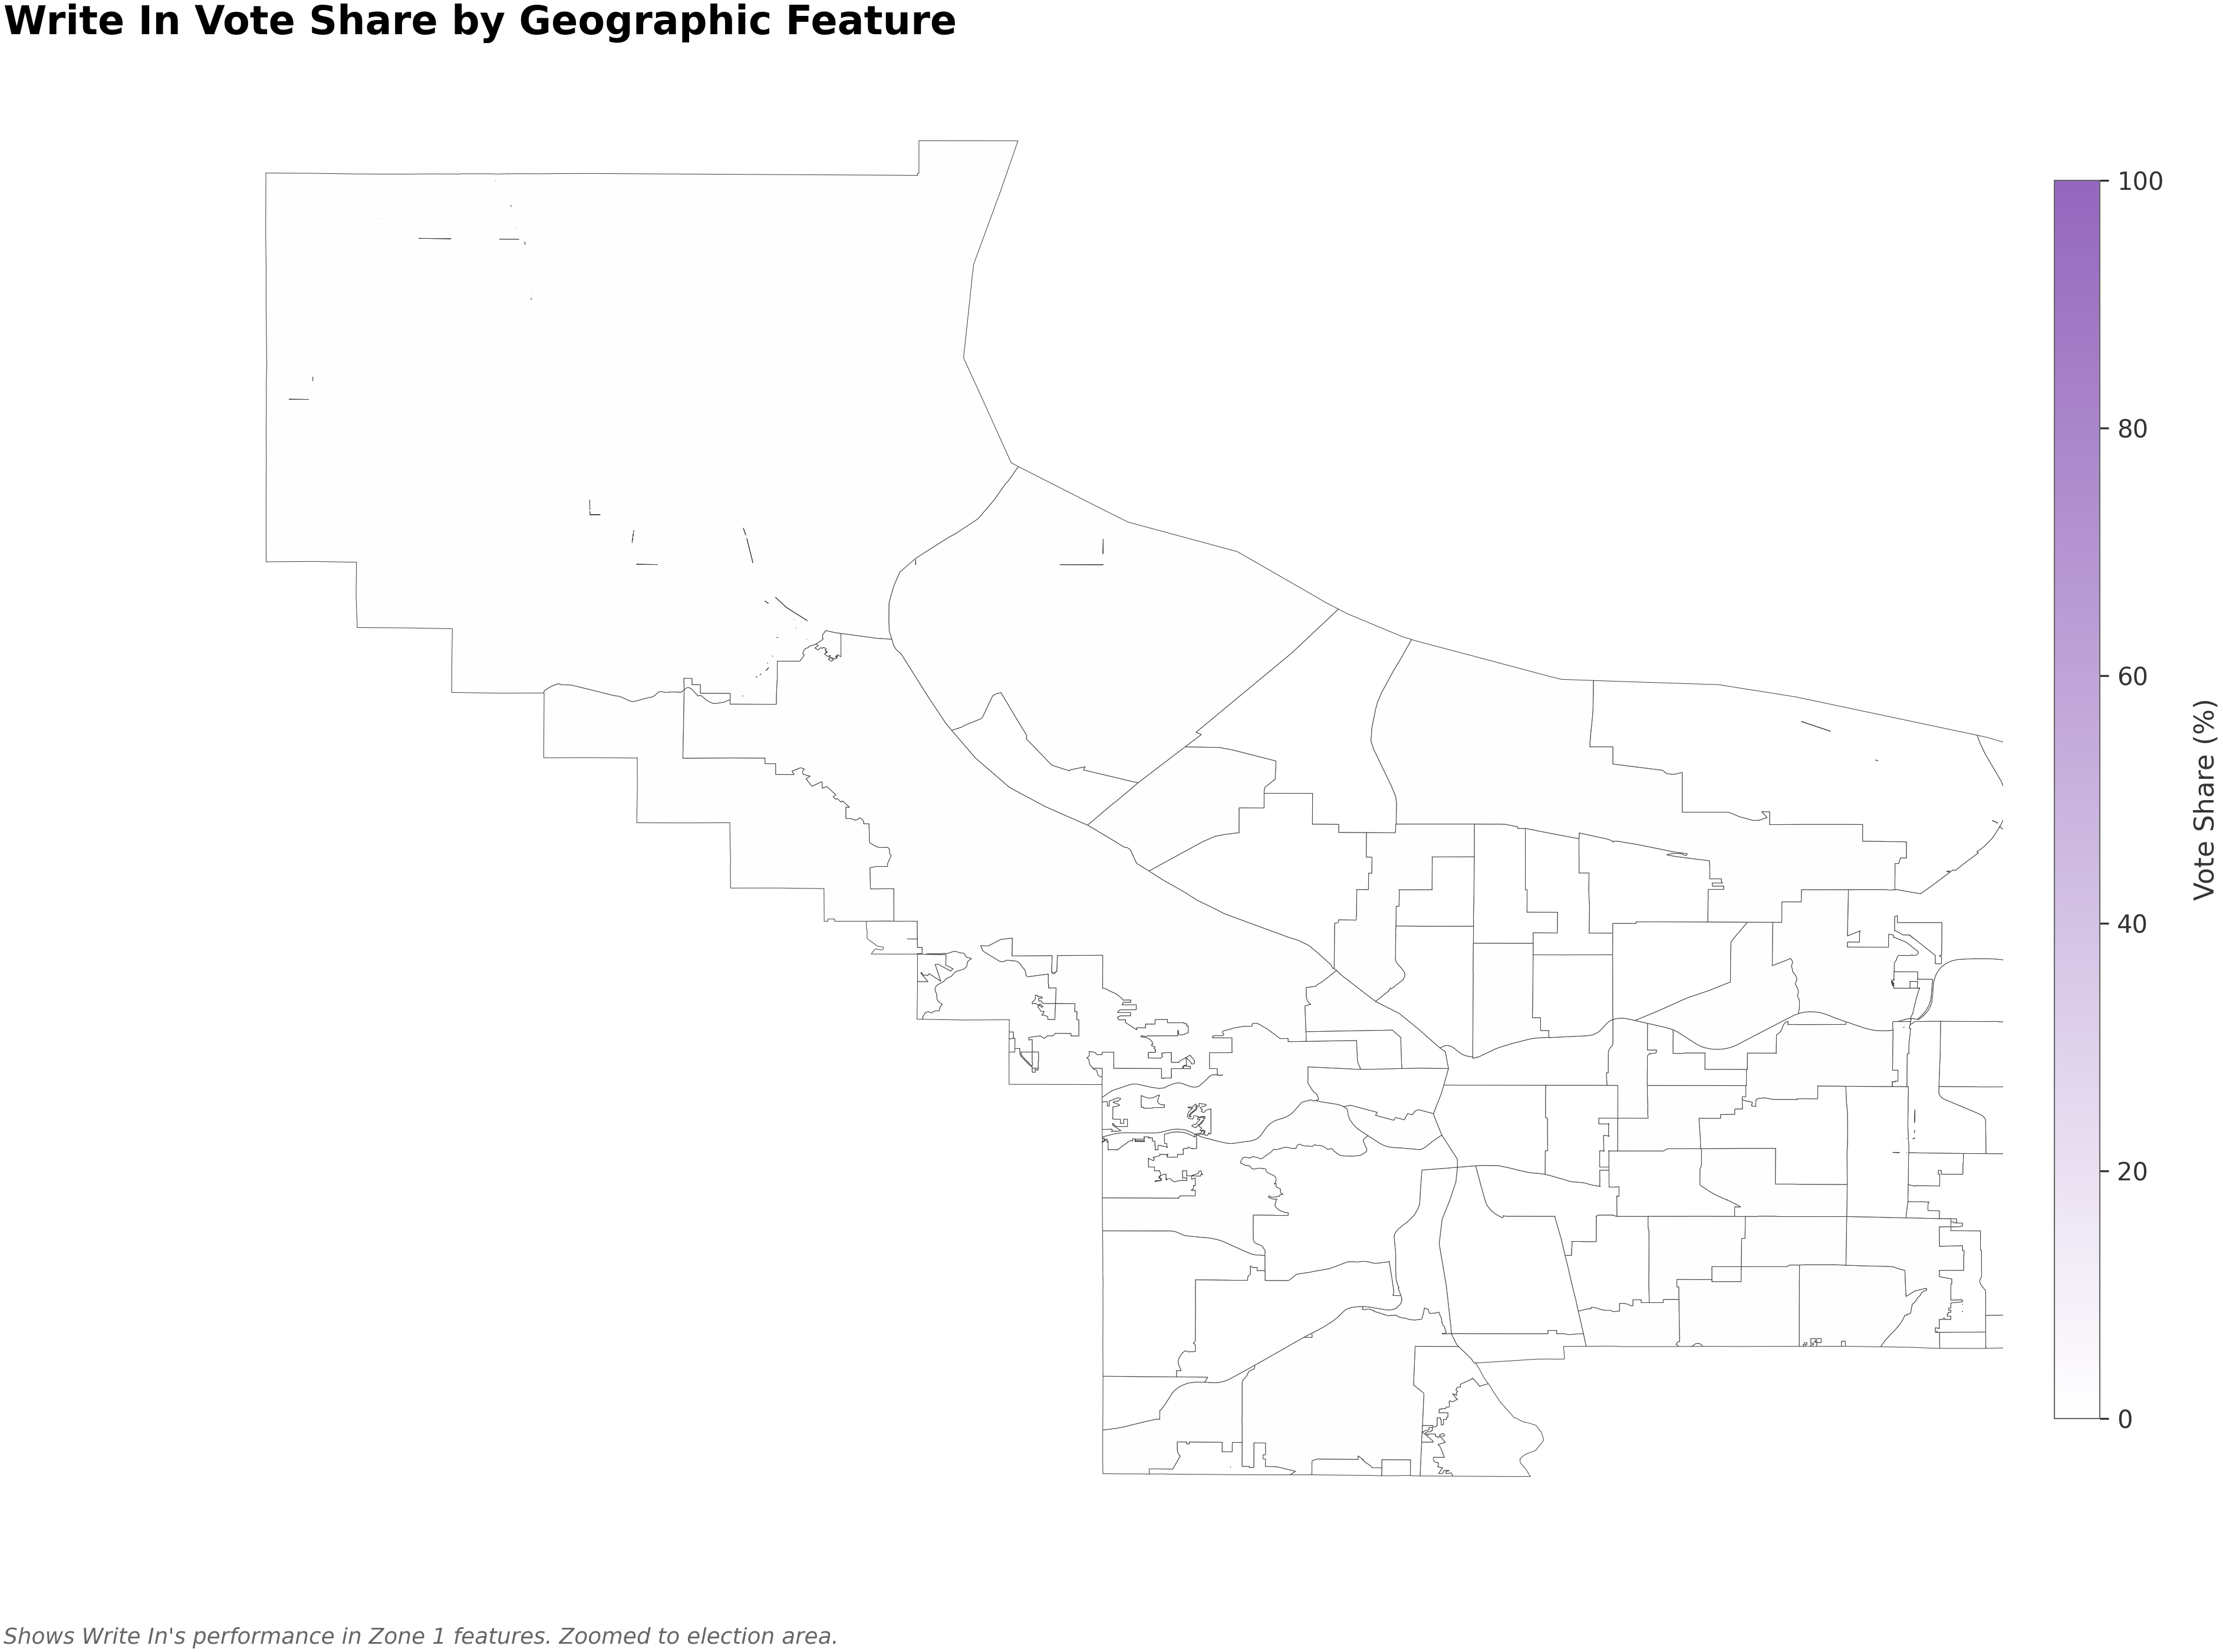 Write In Vote Share by Geographic Feature
100
80
60
40
20
0
Vote Share (%)
Shows Write In's performance in Zone 1 features. Zoomed to election area.